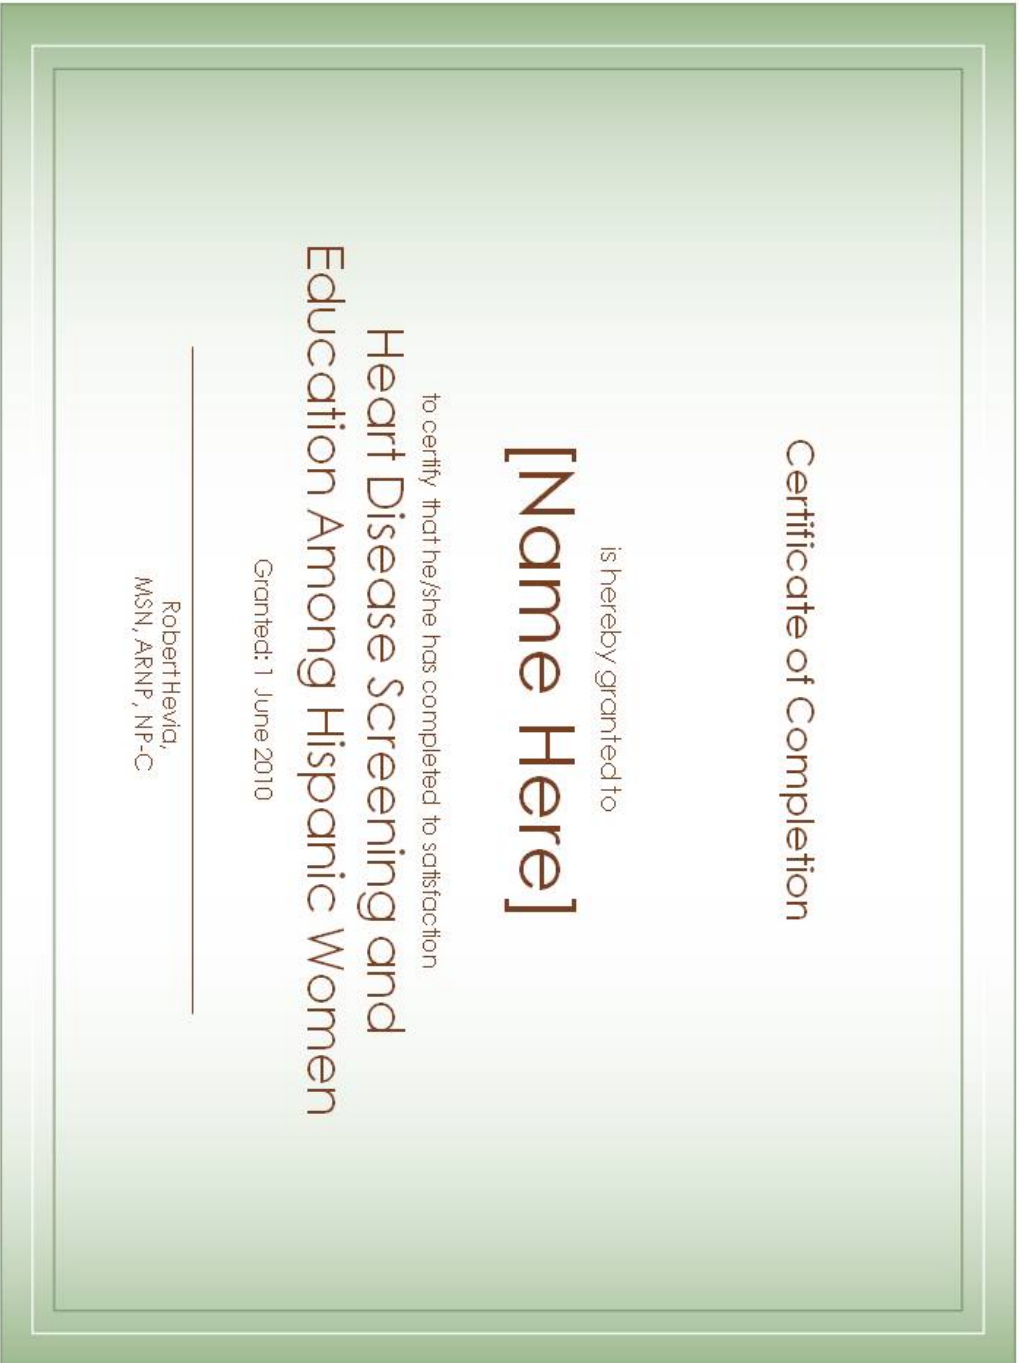 Certificate of Completion
is hereby granted to
[Name Here]
to certify that he/she has completed to satisfaction
Heart Disease Screening and
Education Among Hispanic Women
Granted: 1 June 2010
Robert Hevia,
MSN, ARNP, NP-C